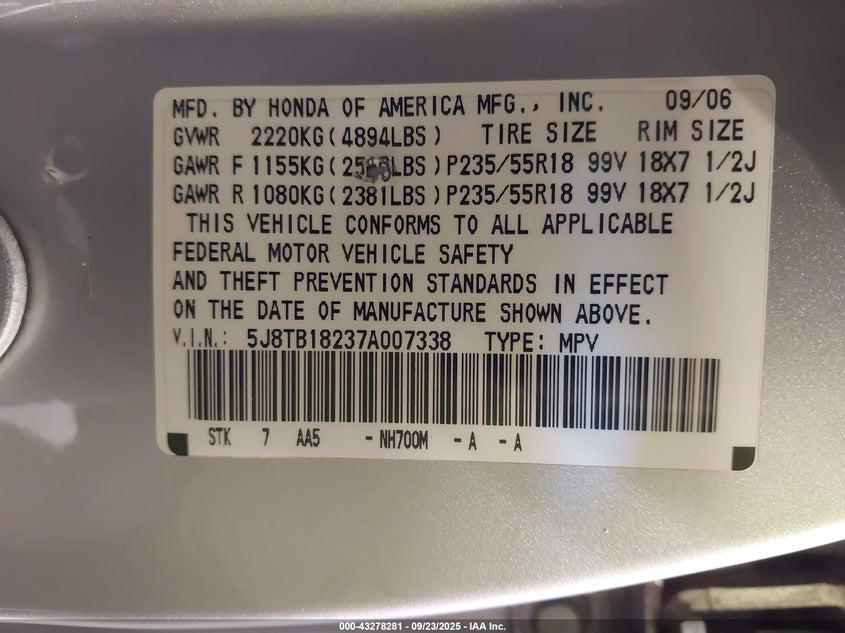 MFD. BY HONDA OF AMERICA MFG., INC. 09/06
GVWR 2220KG(4894LBS) TIRE SIZE RIM SIZE
GAWR F 1155KG( LBS)P235/55R18 99V 18X7 1/2J
GAWR R 1080KG(2381LBS)P235/55R18 99V 18X7 1/2J
THIS VEHICLE CONFORMS TO ALL APPLICABLE
FEDERAL MOTOR VEHICLE SAFETY
AND THEFT PREVENTION STANDARDS IN EFFECT
ON THE DATE OF MANUFACTURE SHOWN ABOVE.
V.I.N.: 5J8TB18237A007338 TYPE: MPV
STK 7 AA5 -NH700M -A -A
000-43278281 - 09/23/2025 - IAA Inc.